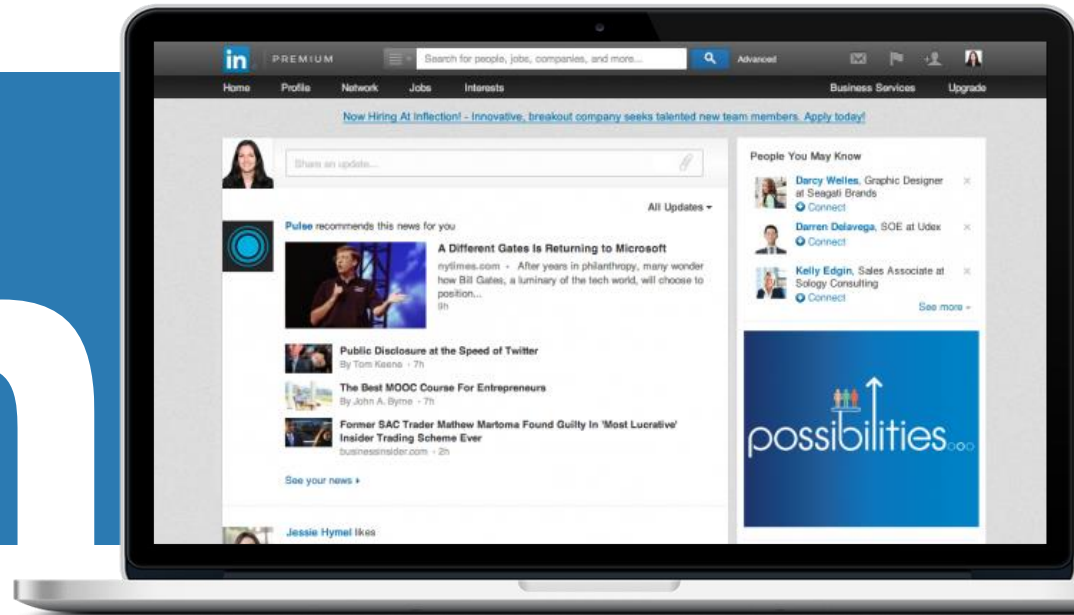 in PREMIUM Search for people, jobs, companies, and more... Advanced
Home Profile Network Jobs Interests Business Services Upgrade
Now Hiring At Inflection! - Innovative, breakout company seeks talented new team members. Apply today!
Share an update...
All Updates
Pulse recommends this news for you
A Different Gates Is Returning to Microsoft
nytimes.com - After years in philanthropy, many wonder
how Bill Gates, a luminary of the tech world, will choose to
position...
9h
Public Disclosure at the Speed of Twitter
By Tom Keene - 7h
The Best MOOC Course For Entrepreneurs
By John A. Byrne - 7h
Former SAC Trader Mathew Martoma Found Guilty In 'Most Lucrative'
Insider Trading Scheme Ever
businessinsider.com - 2h
See your news
Jessie Hymel likes
People You May Know
Darcy Welles, Graphic Designer
at Seagati Brands
Connect
Darren Delavega, SOE at Udex
Connect
Kelly Edgin, Sales Associate at
Sology Consulting
Connect
See more
possibilities...